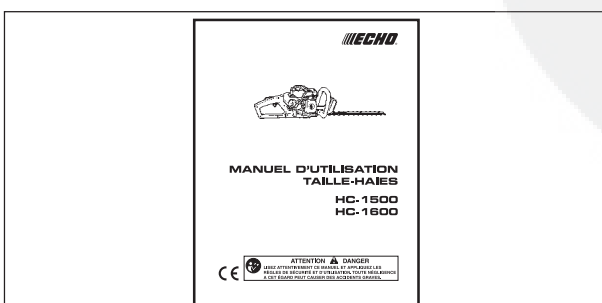 ECHO
MANUEL D'UTILISATION
TAILLE-HAIES
HC-1500
HC-1600
ATTENTION DANGER
LISEZ ATTENTIVEMENT CE MANUEL ET APPLIQUEZ LES
RÈGLES DE SÉCURITÉ ET D'UTILISATION. TOUTE NÉGLIGENCE
A CET ÉGARD PEUT CAUSER DES ACCIDENTS GRAVES.
CE